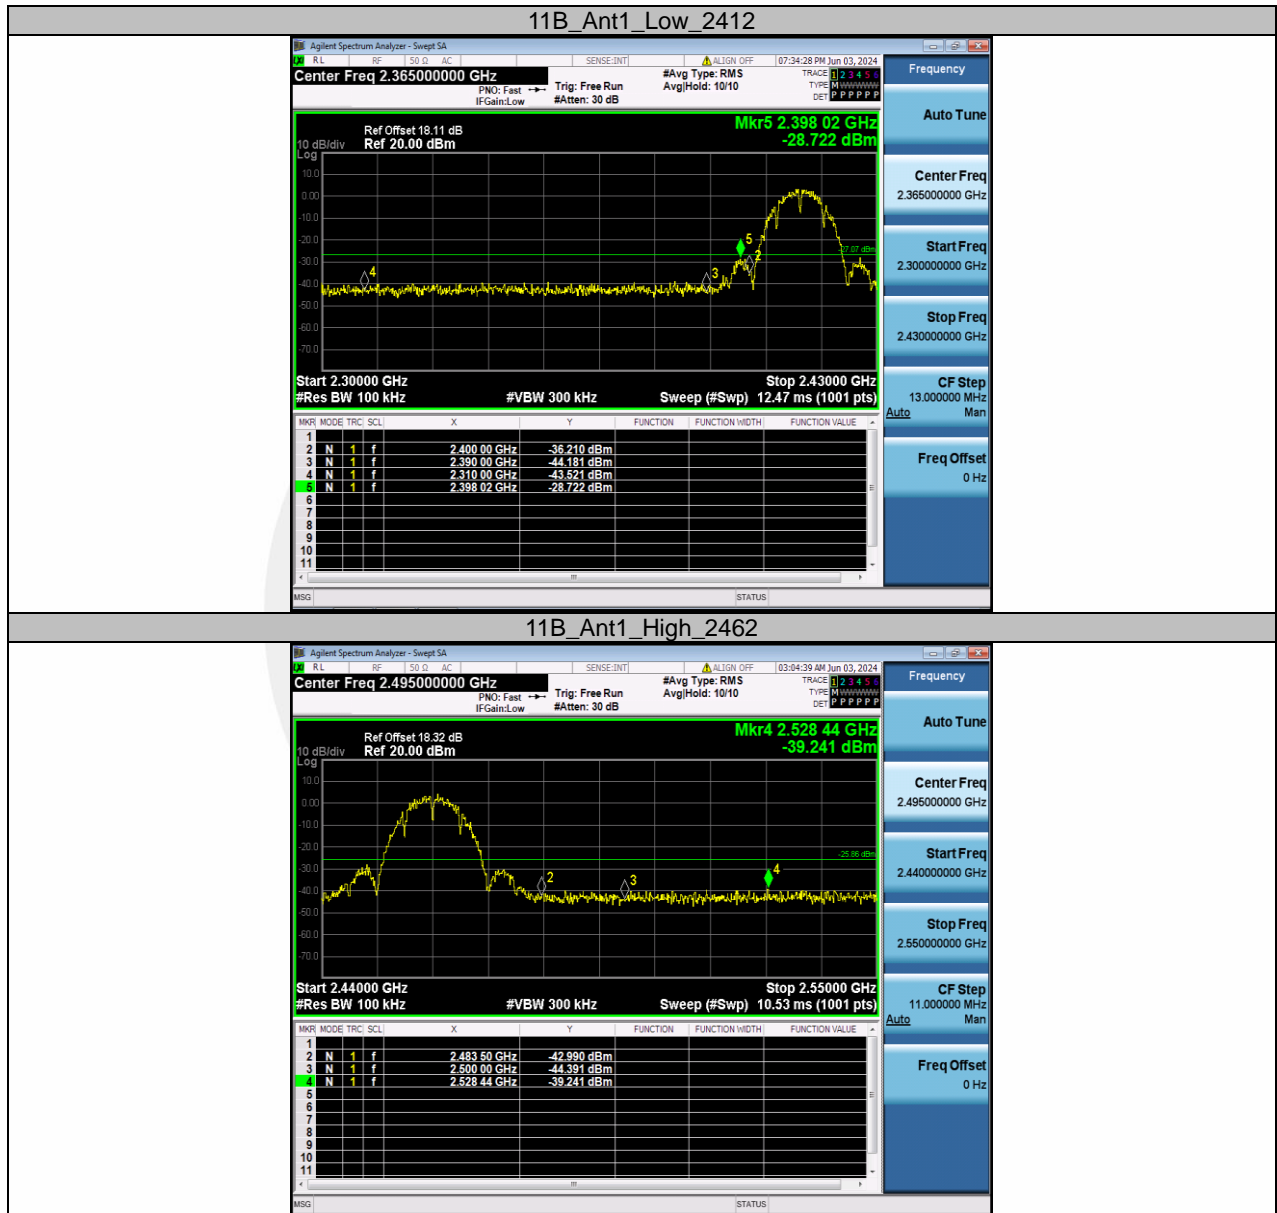 11B_Ant1_Low_2412
Agilent Spectrum Analyzer - Swept SA
LXI RL RF 50 Ω AC SENSE:INT ALIGN OFF 07:34:28 PM Jun 03, 2024
Center Freq 2.365000000 GHz
PNO: Fast
IFGain:Low
Trig: Free Run
#Atten: 30 dB
#Avg Type: RMS
Avg|Hold: 10/10
TRACE 1 2 3 4 5 6
TYPE M WWWWW
DET P P P P P P
Frequency
Auto Tune
Center Freq
2.365000000 GHz
Start Freq
2.300000000 GHz
Stop Freq
2.430000000 GHz
CF Step
13.000000 MHz
Auto Man
Freq Offset
0 Hz
Mkr5 2.398 02 GHz
-28.722 dBm
Ref Offset 18.11 dB
10 dB/div Ref 20.00 dBm
Log
10.0
0.00
-10.0
-20.0
-30.0
-40.0
-50.0
-60.0
-70.0
-27.07 dBm
4
3
5
2
Start 2.30000 GHz Stop 2.43000 GHz
#Res BW 100 kHz #VBW 300 kHz Sweep (#Swp) 12.47 ms (1001 pts)
MKR MODE TRC SCL X Y FUNCTION FUNCTION WIDTH FUNCTION VALUE
1
2 N 1 f 2.400 00 GHz -36.210 dBm
3 N 1 f 2.390 00 GHz -44.181 dBm
4 N 1 f 2.310 00 GHz -43.521 dBm
5 N 1 f 2.398 02 GHz -28.722 dBm
6
7
8
9
10
11
MSG STATUS
11B_Ant1_High_2462
Agilent Spectrum Analyzer - Swept SA
LXI RL RF 50 Ω AC SENSE:INT ALIGN OFF 03:04:39 AM Jun 03, 2024
Center Freq 2.495000000 GHz
PNO: Fast
IFGain:Low
Trig: Free Run
#Atten: 30 dB
#Avg Type: RMS
Avg|Hold: 10/10
TRACE 1 2 3 4 5 6
TYPE M WWWWW
DET P P P P P P
Frequency
Auto Tune
Center Freq
2.495000000 GHz
Start Freq
2.440000000 GHz
Stop Freq
2.550000000 GHz
CF Step
11.000000 MHz
Auto Man
Freq Offset
0 Hz
Mkr4 2.528 44 GHz
-39.241 dBm
Ref Offset 18.32 dB
10 dB/div Ref 20.00 dBm
Log
10.0
0.00
-10.0
-20.0
-30.0
-40.0
-50.0
-60.0
-70.0
-25.86 dBm
2
3
4
Start 2.44000 GHz Stop 2.55000 GHz
#Res BW 100 kHz #VBW 300 kHz Sweep (#Swp) 10.53 ms (1001 pts)
MKR MODE TRC SCL X Y FUNCTION FUNCTION WIDTH FUNCTION VALUE
1
2 N 1 f 2.483 50 GHz -42.990 dBm
3 N 1 f 2.500 00 GHz -44.391 dBm
4 N 1 f 2.528 44 GHz -39.241 dBm
5
6
7
8
9
10
11
MSG STATUS